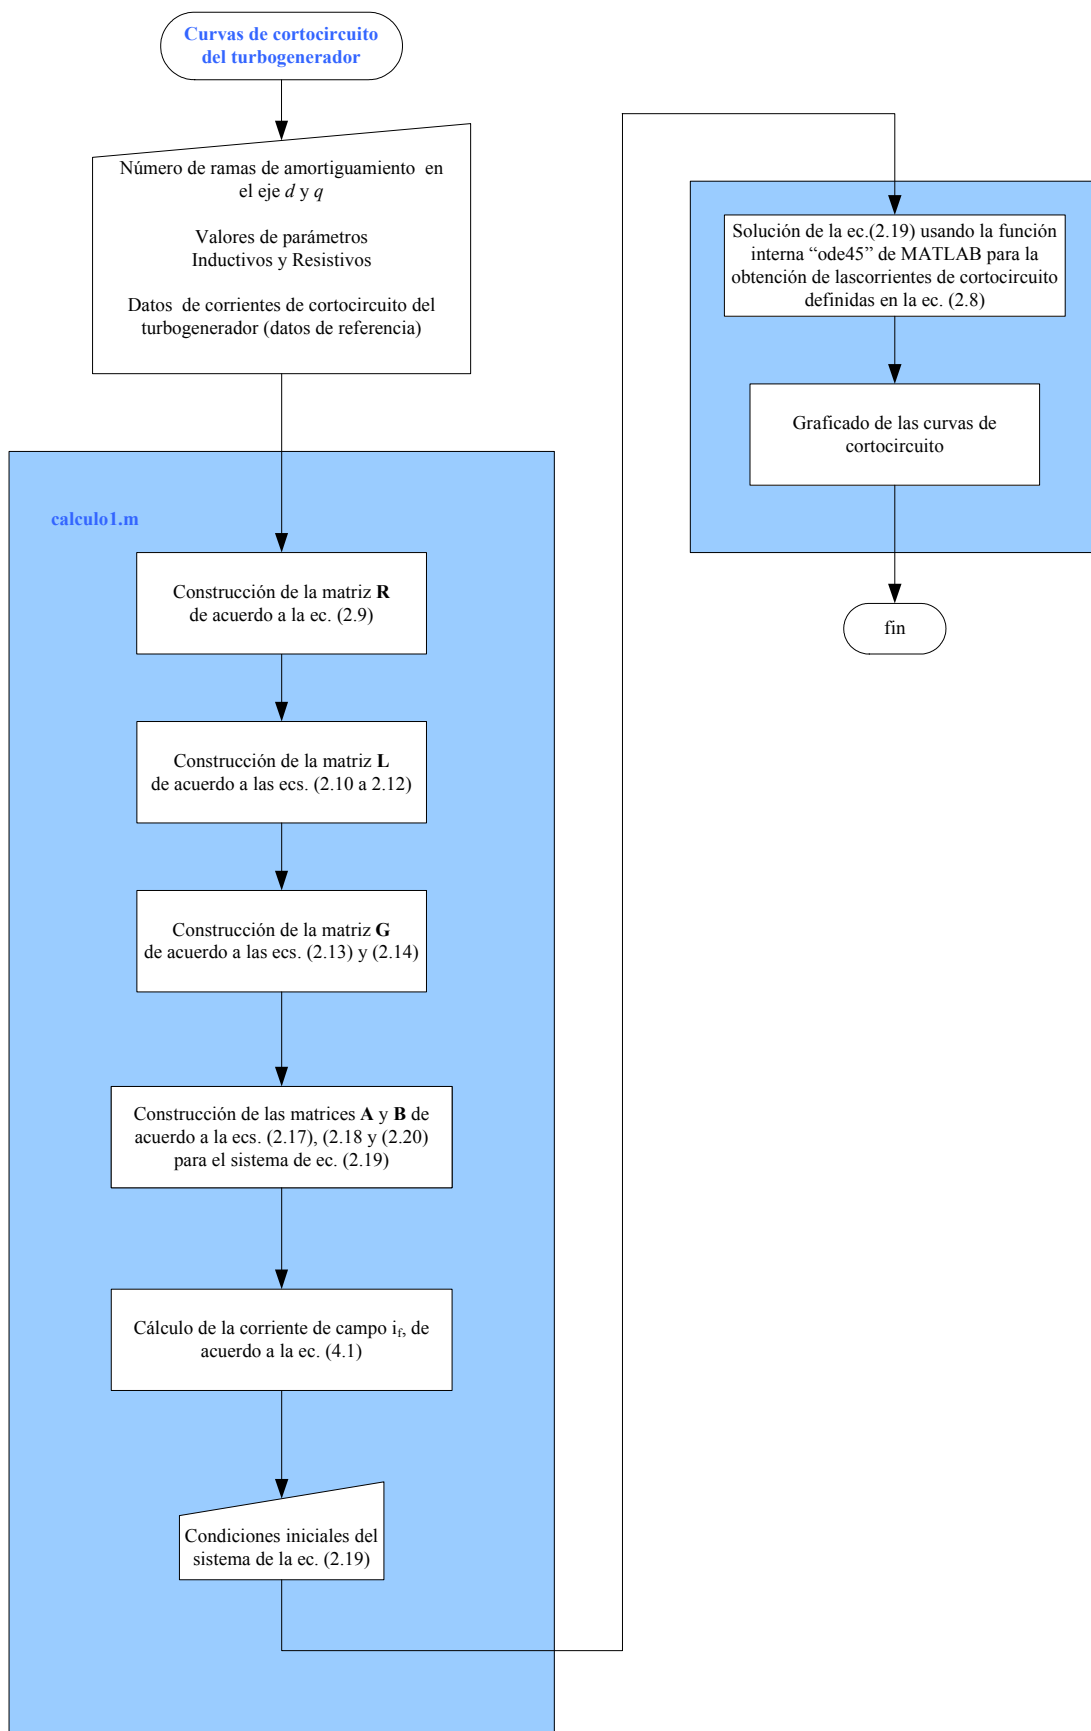 Curvas de cortocircuito
del turbogenerador
Número de ramas de amortiguamiento en
el eje d y q
Valores de parámetros
Inductivos y Resistivos
Datos de corrientes de cortocircuito del
turbogenerador (datos de referencia)
calculo1.m
Construcción de la matriz R
de acuerdo a la ec. (2.9)
Construcción de la matriz L
de acuerdo a las ecs. (2.10 a 2.12)
Construcción de la matriz G
de acuerdo a las ecs. (2.13) y (2.14)
Construcción de las matrices A y B de
acuerdo a la ecs. (2.17), (2.18 y (2.20)
para el sistema de ec. (2.19)
Cálculo de la corriente de campo if, de
acuerdo a la ec. (4.1)
Condiciones iniciales del
sistema de la ec. (2.19)
Solución de la ec.(2.19) usando la función
interna “ode45” de MATLAB para la
obtención de lascorrientes de cortocircuito
definidas en la ec. (2.8)
Graficado de las curvas de
cortocircuito
fin